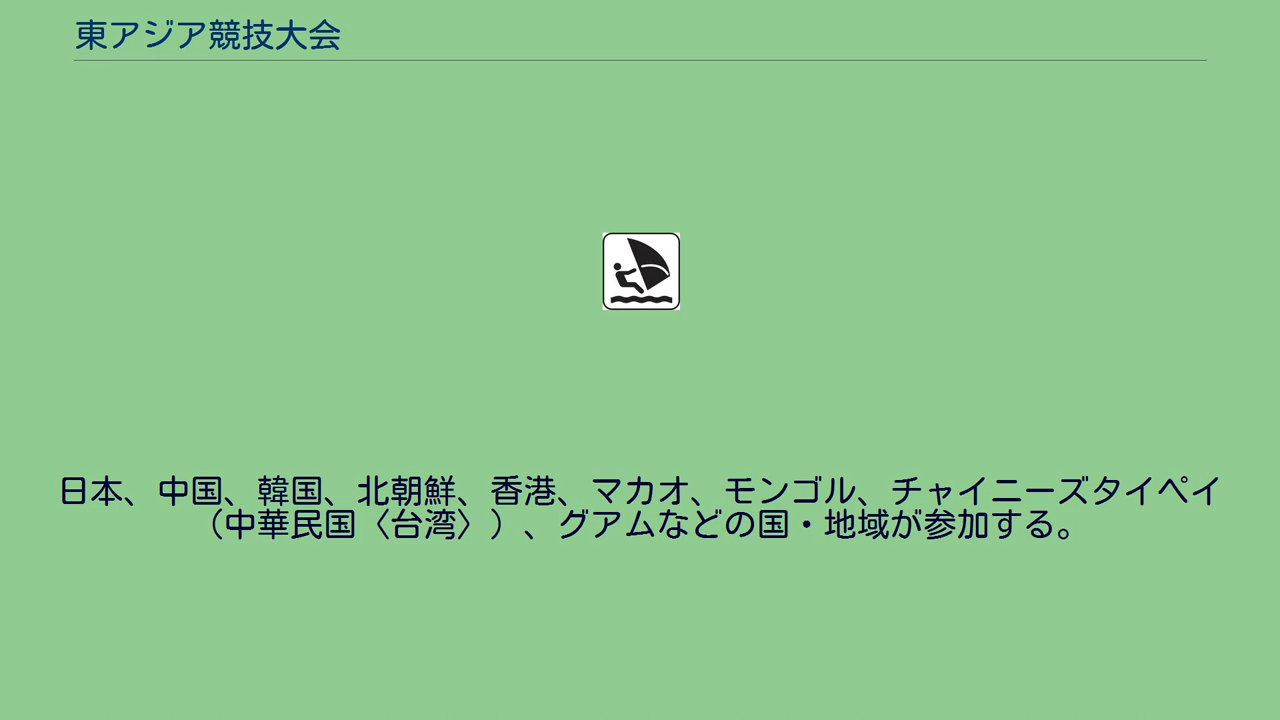 東アジア競技大会
日本、中国、韓国、北朝鮮、香港、マカオ、モンゴル、チャイニーズタイペイ
（中華民国〈台湾〉）、グアムなどの国・地域が参加する。